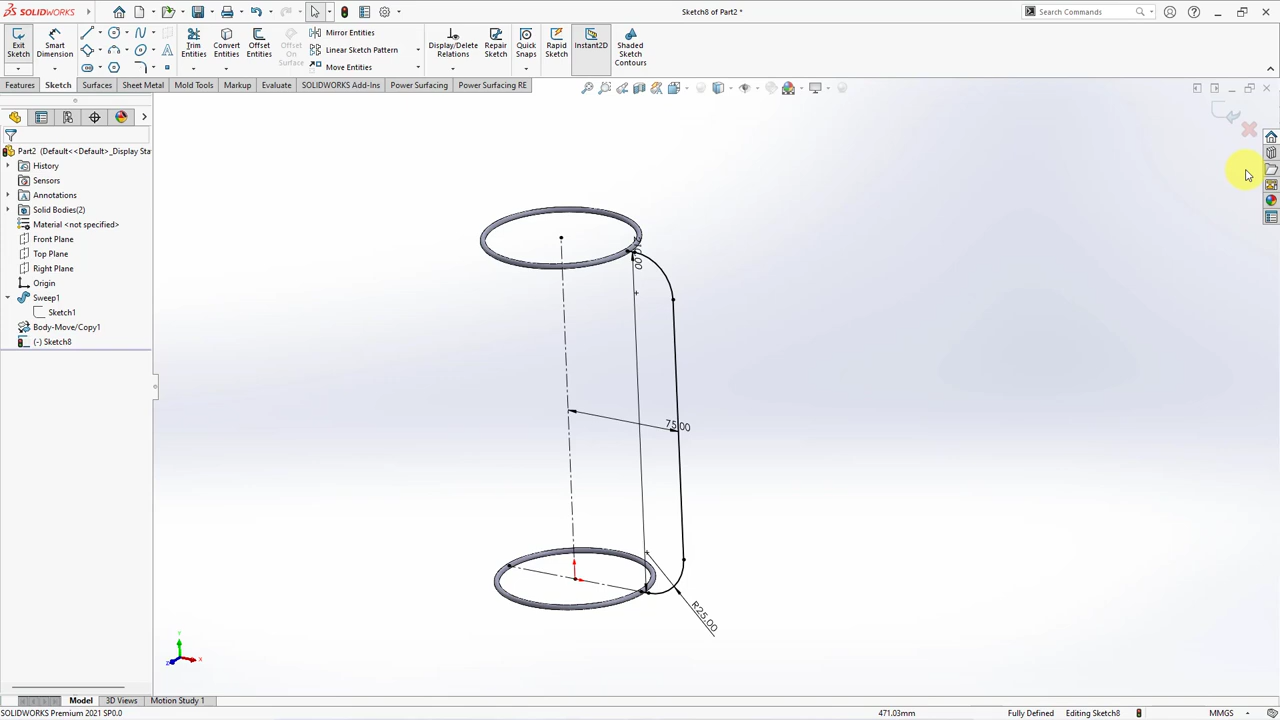 SOLIDWORKS
Sketch8 of Part2 *
Search Commands
Exit Sketch
Smart Dimension
Trim Entities
Convert Entities
Offset Entities
Offset On Surface
Mirror Entities
Linear Sketch Pattern
Move Entities
Display/Delete Relations
Repair Sketch
Quick Snaps
Rapid Sketch
Instant2D
Shaded Sketch Contours
Features
Sketch
Surfaces
Sheet Metal
Mold Tools
Markup
Evaluate
SOLIDWORKS Add-Ins
Power Surfacing
Power Surfacing RE
Part2 (Default<<Default>_Display Sta
History
Sensors
Annotations
Solid Bodies(2)
Material <not specified>
Front Plane
Top Plane
Right Plane
Origin
Sweep1
Sketch1
Body-Move/Copy1
(-) Sketch8
75.00
R25.00
Y
X
Z
Model
3D Views
Motion Study 1
SOLIDWORKS Premium 2021 SP0.0
471.03mm
Fully Defined
Editing Sketch8
MMGS